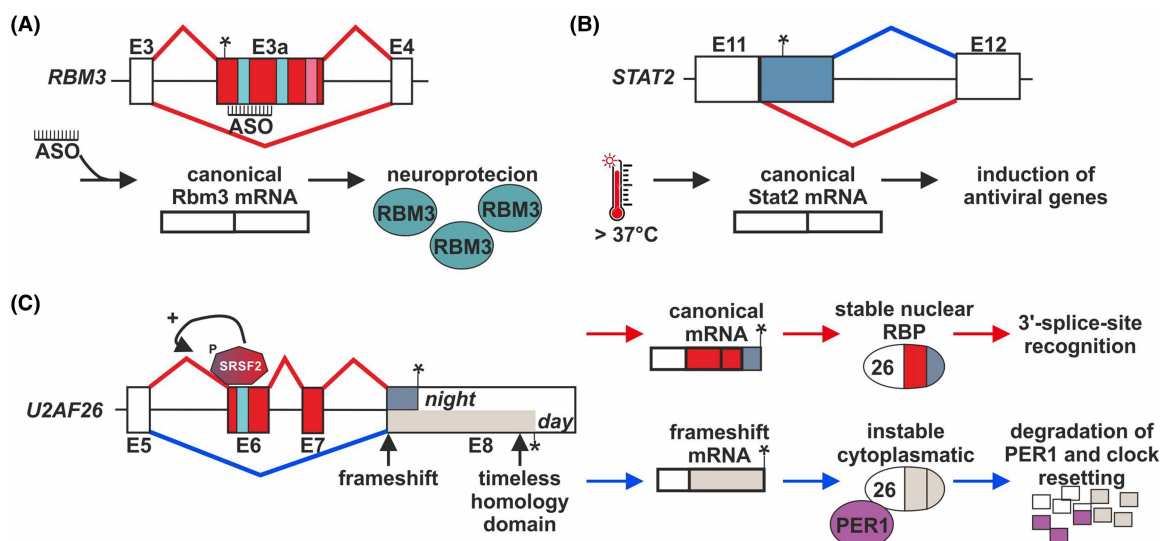 (A)
E3
*
E3a
E4
RBM3
ASO
ASO
canonical
Rbm3 mRNA
neuroprotecion
RBM3
RBM3
RBM3
(B)
E11
*
E12
STAT2
> 37°C
canonical
Stat2 mRNA
induction of
antiviral genes
(C)
+
P
SRSF2
*
U2AF26
night
day
*
E5
E6
E7
E8
frameshift
timeless
homology
domain
canonical
mRNA
*
stable nuclear
RBP
26
3'-splice-site
recognition
frameshift
mRNA
*
instable
cytoplasmatic
26
PER1
degradation of
PER1 and clock
resetting